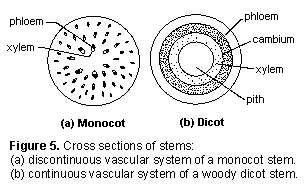 phloem
xylem
phloem
cambium
xylem
pith
(a) Monocot
(b) Dicot
Figure 5. Cross sections of stems:
(a) discontinuous vascular system of a monocot stem.
(b) continuous vascular system of a woody dicot stem.